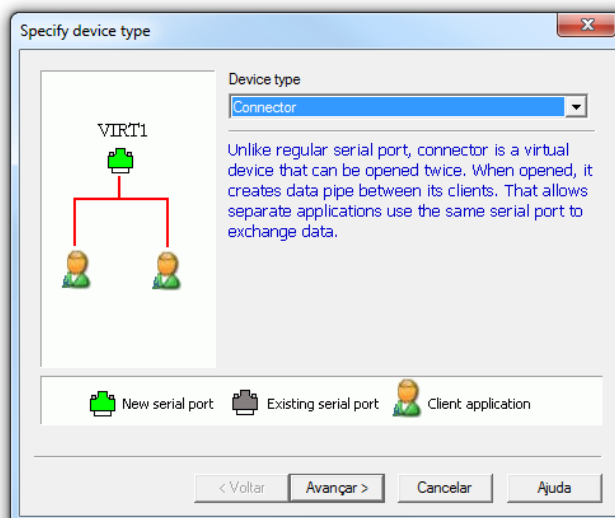 Specify device type
Device type
Connector
VIRT1
Unlike regular serial port, connector is a virtual
device that can be opened twice. When opened, it
creates data pipe between its clients. That allows
separate applications use the same serial port to
exchange data.
New serial port Existing serial port Client application
< Voltar Avançar > Cancelar Ajuda